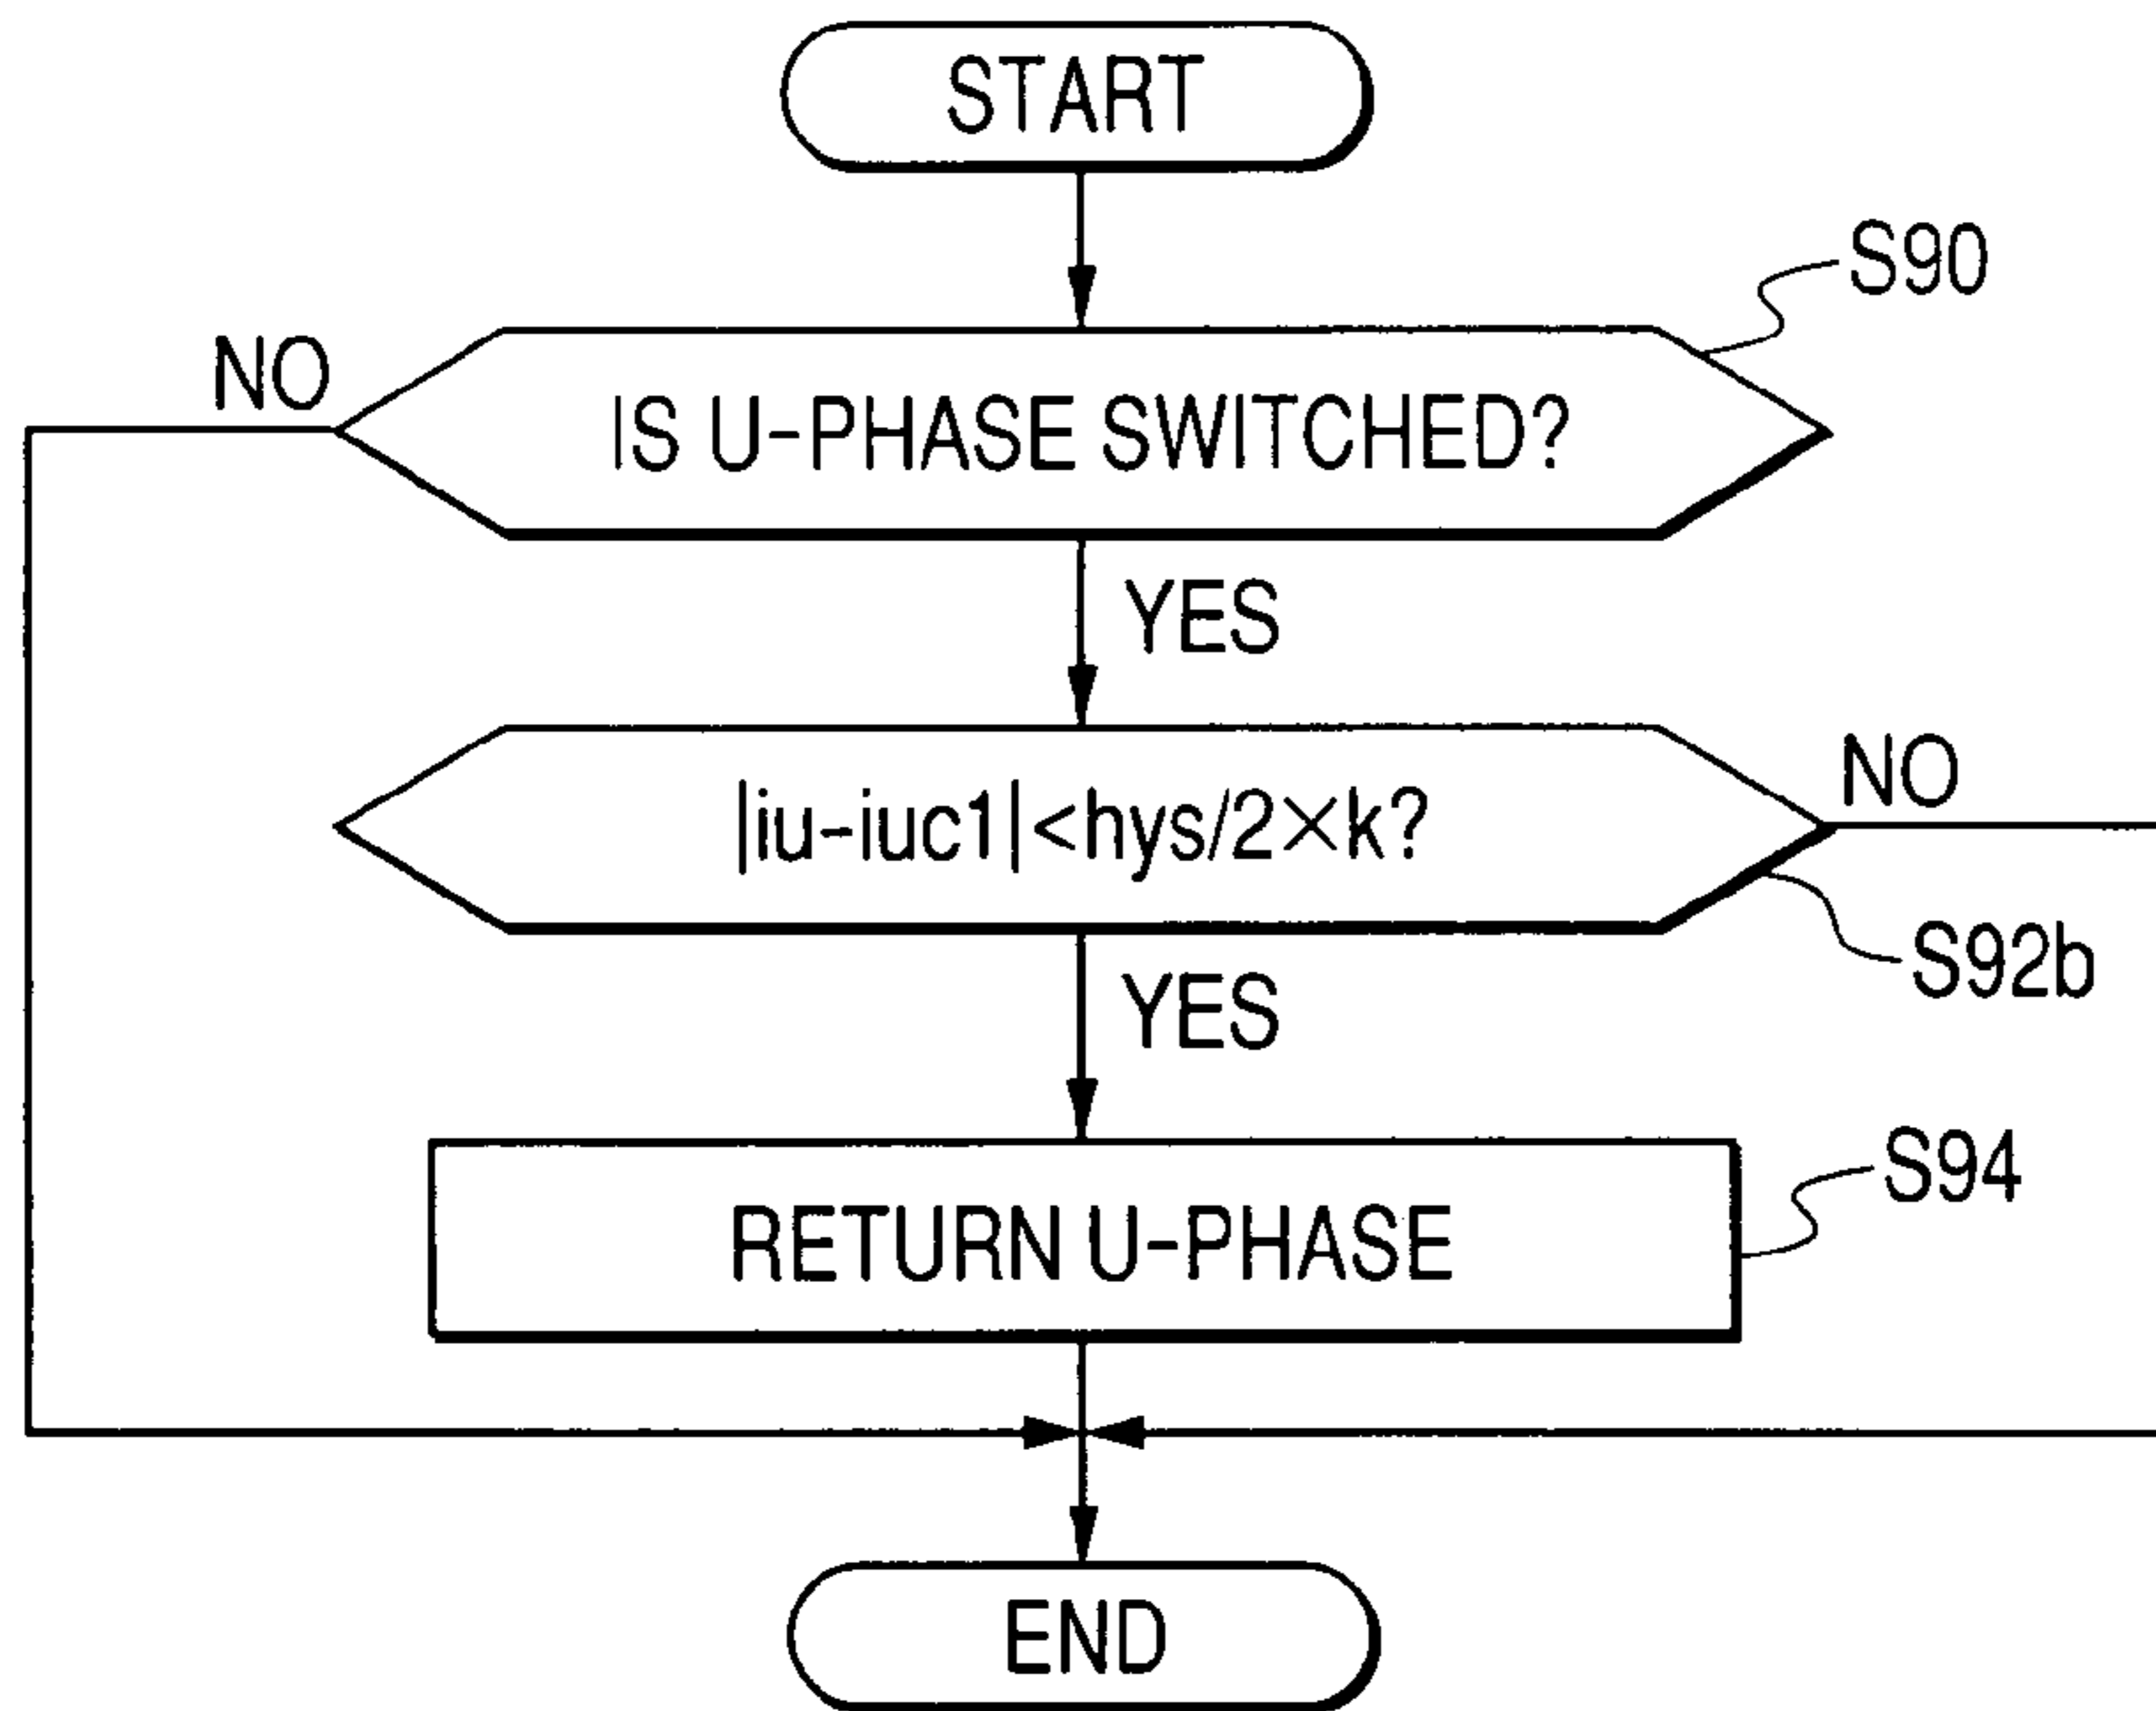 START
S90
NO
IS U-PHASE SWITCHED?
YES
NO
|iu-iuc1|<hys/2×k?
S92b
YES
S94
RETURN U-PHASE
END